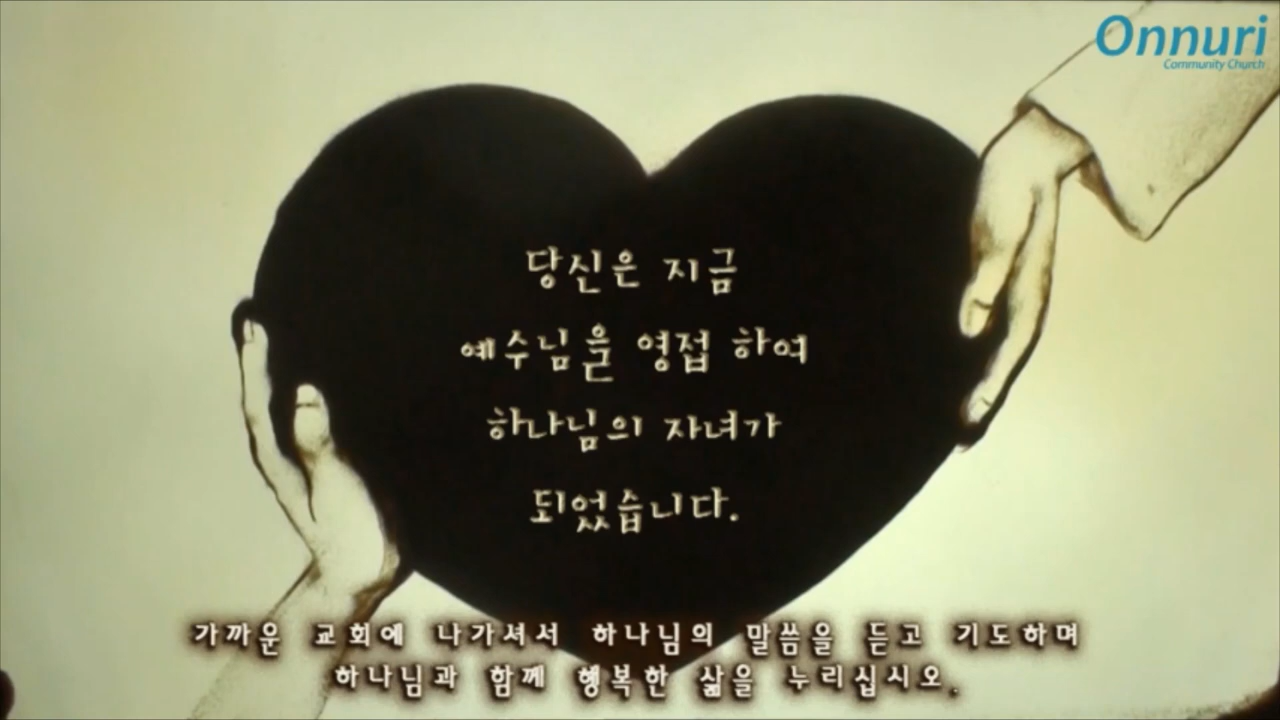 Onnuri
Community Church
당신은 지금
예수님을 영접 하여
하나님의 자녀가
되었습니다.
가까운 교회에 나가셔서 하나님의 말씀을 듣고 기도하며
하나님과 함께 행복한 삶을 누리십시오.